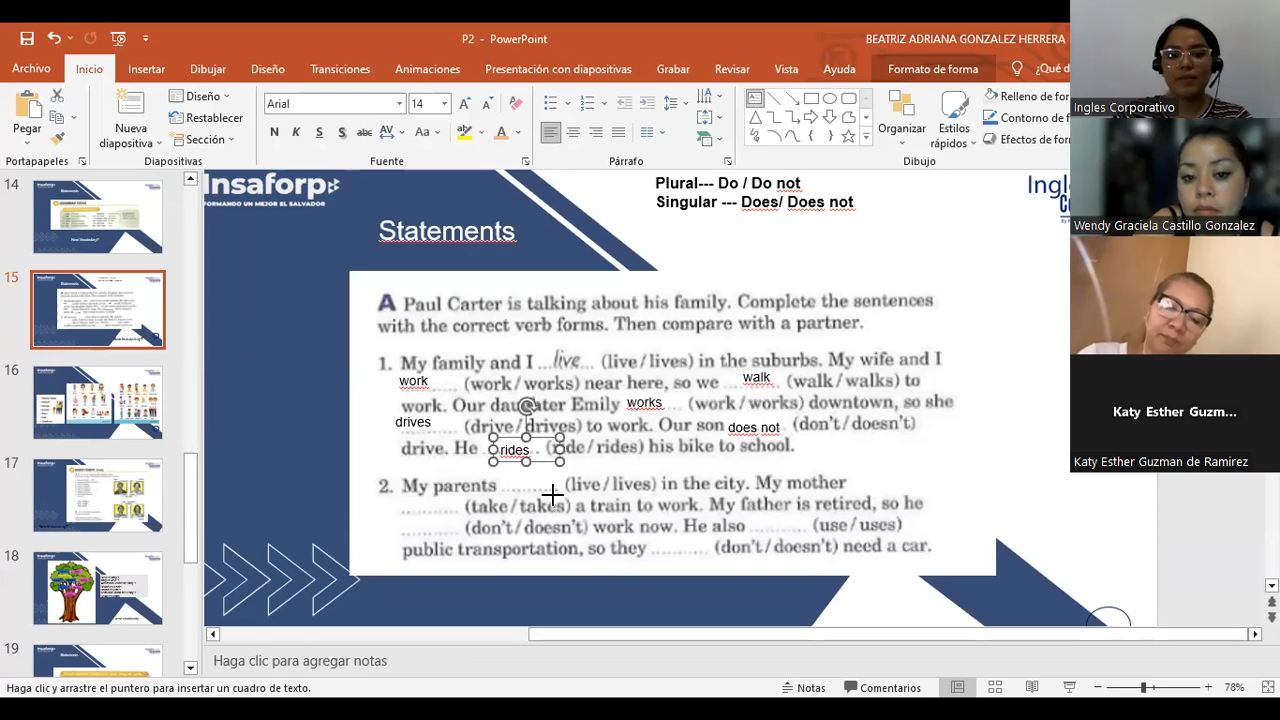 P2 - PowerPoint
BEATRIZ ADRIANA GONZALEZ HERRERA
Archivo Inicio Insertar Dibujar Diseño Transiciones Animaciones Presentación con diapositivas Grabar Revisar Vista Ayuda Formato de forma ¿Qué d
Pegar
Nueva diapositiva
Diseño
Restablecer
Sección
Arial 14
N K S S abc AV Aa A
Organizar
Estilos rápidos
Relleno de for
Contorno de f
Efectos de form
Portapapeles Diapositivas Fuente Párrafo Dibujo
14
15
16
17
18
19
Insaforp
FORMANDO UN MEJOR EL SALVADOR
Plural--- Do / Do not
Singular --- Does/ Does not
Ingl
Statements
A Paul Carter is talking about his family. Complete the sentences
with the correct verb forms. Then compare with a partner.
1. My family and I ...live... (live/lives) in the suburbs. My wife and I
work (work/works) near here, so we walk (walk/walks) to
work. Our daughter Emily works (work/works) downtown, so she
drives (drive/drives) to work. Our son does not (don't/doesn't)
drive. He rides (ride/rides) his bike to school.
2. My parents ........... (live/lives) in the city. My mother
........... (take/takes) a train to work. My father is retired, so he
........... (don't/doesn't) work now. He also ........... (use/uses)
public transportation, so they ........... (don't/doesn't) need a car.
Haga clic para agregar notas
Haga clic y arrastre el puntero para insertar un cuadro de texto.
Notas
Comentarios
78%
Ingles Corporativo
Wendy Graciela Castillo Gonzalez
Katy Esther Guzm...
Katy Esther Guzman de Ramirez